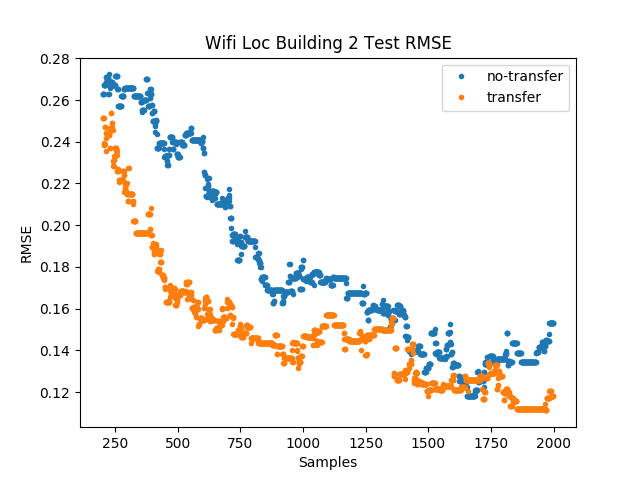 Wifi Loc Building 2 Test RMSE
no-transfer
transfer
RMSE
0.28
0.26
0.24
0.22
0.20
0.18
0.16
0.14
0.12
250 500 750 1000 1250 1500 1750 2000
Samples